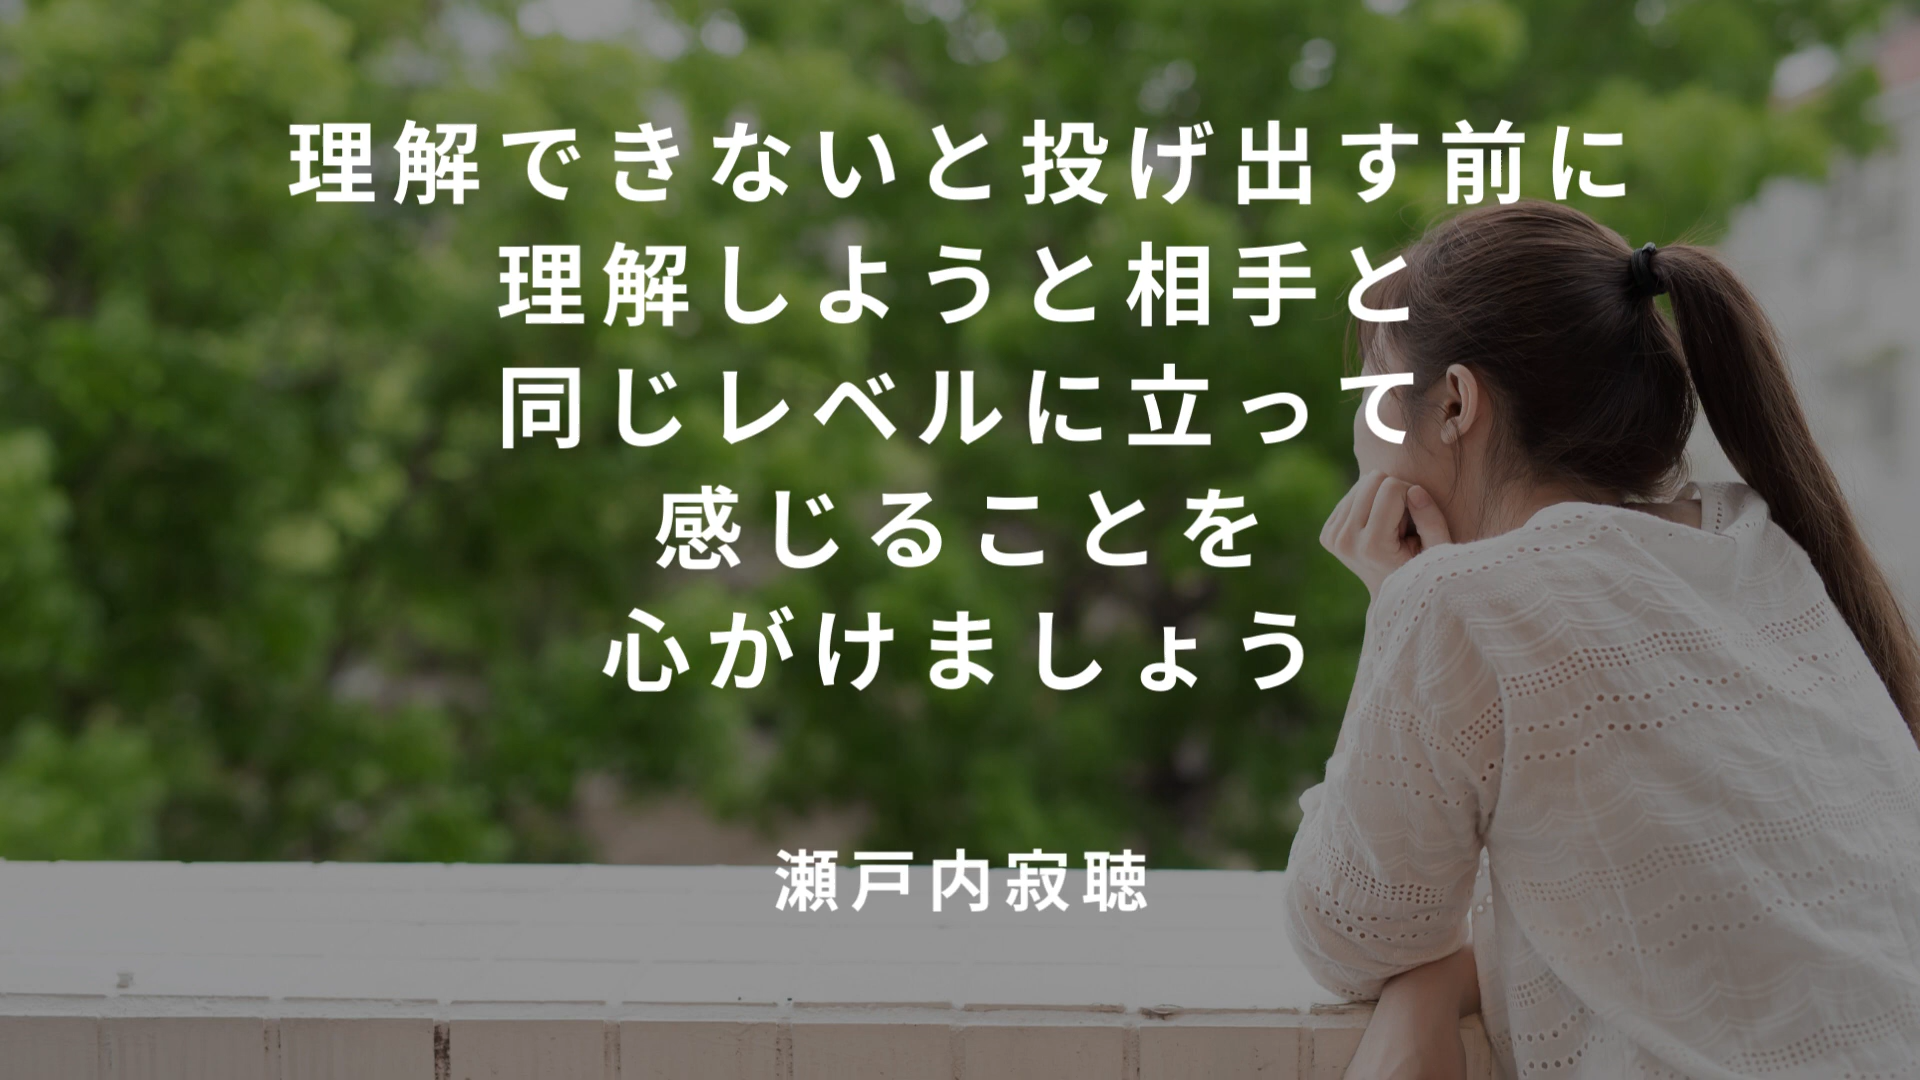 理解できないと投げ出す前に
理解しようと相手と
同じレベルに立って
感じることを
心がけましょう
瀬戸内寂聴